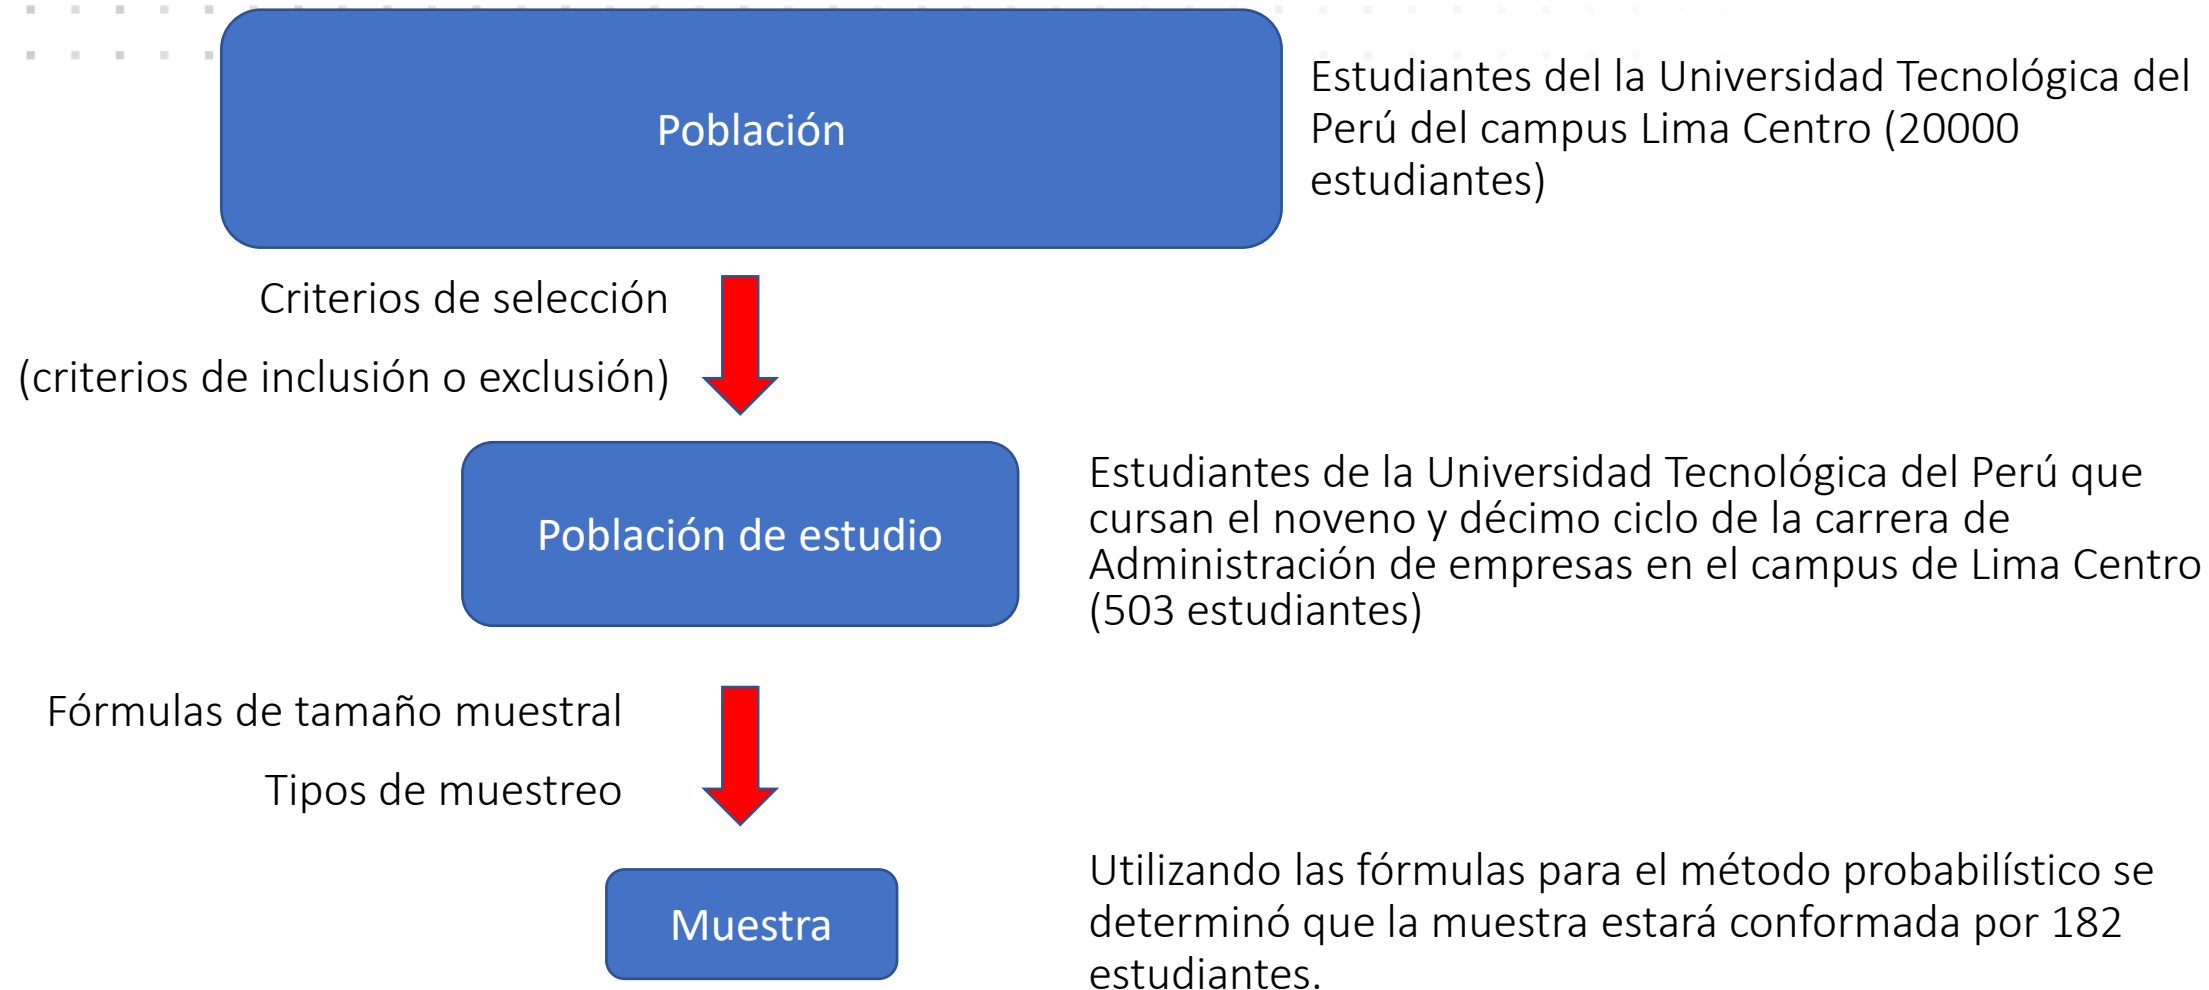 Población
Estudiantes del la Universidad Tecnológica del
Perú del campus Lima Centro (20000
estudiantes)
Criterios de selección
(criterios de inclusión o exclusión)
Población de estudio
Estudiantes de la Universidad Tecnológica del Perú que
cursan el noveno y décimo ciclo de la carrera de
Administración de empresas en el campus de Lima Centro
(503 estudiantes)
Fórmulas de tamaño muestral
Tipos de muestreo
Muestra
Utilizando las fórmulas para el método probabilístico se
determinó que la muestra estará conformada por 182
estudiantes.